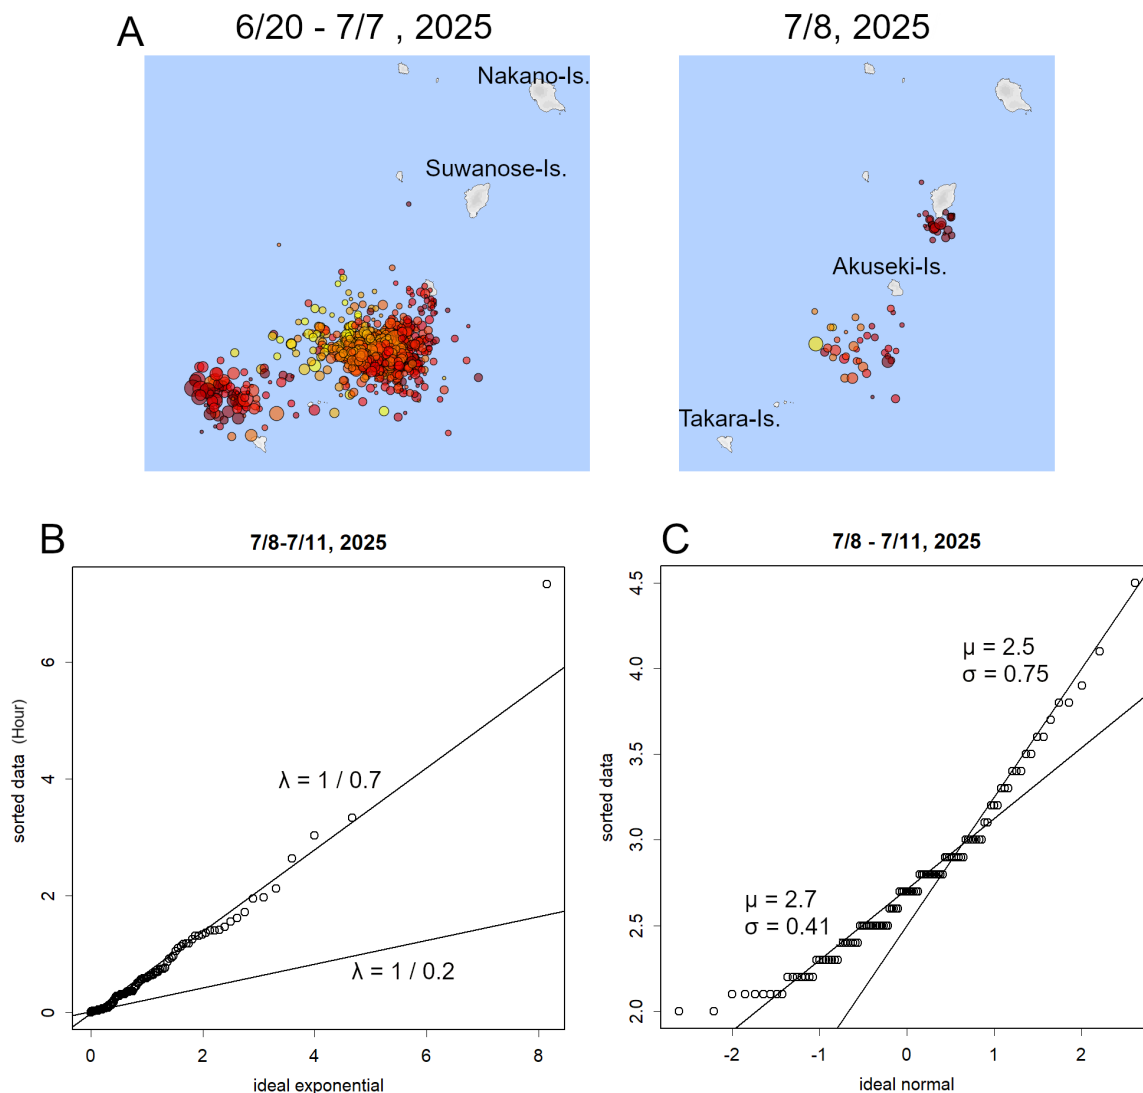 A
6/20 - 7/7 , 2025
7/8, 2025
Nakano-Is.
Suwanose-Is.
Akuseki-Is.
Takara-Is.
B
7/8-7/11, 2025
sorted data (Hour)
6
4
2
0
λ = 1 / 0.7
λ = 1 / 0.2
0 2 4 6 8
ideal exponential
C
7/8 - 7/11, 2025
sorted data
4.5
4.0
3.5
3.0
2.5
2.0
μ = 2.5
σ = 0.75
μ = 2.7
σ = 0.41
-2 -1 0 1 2
ideal normal